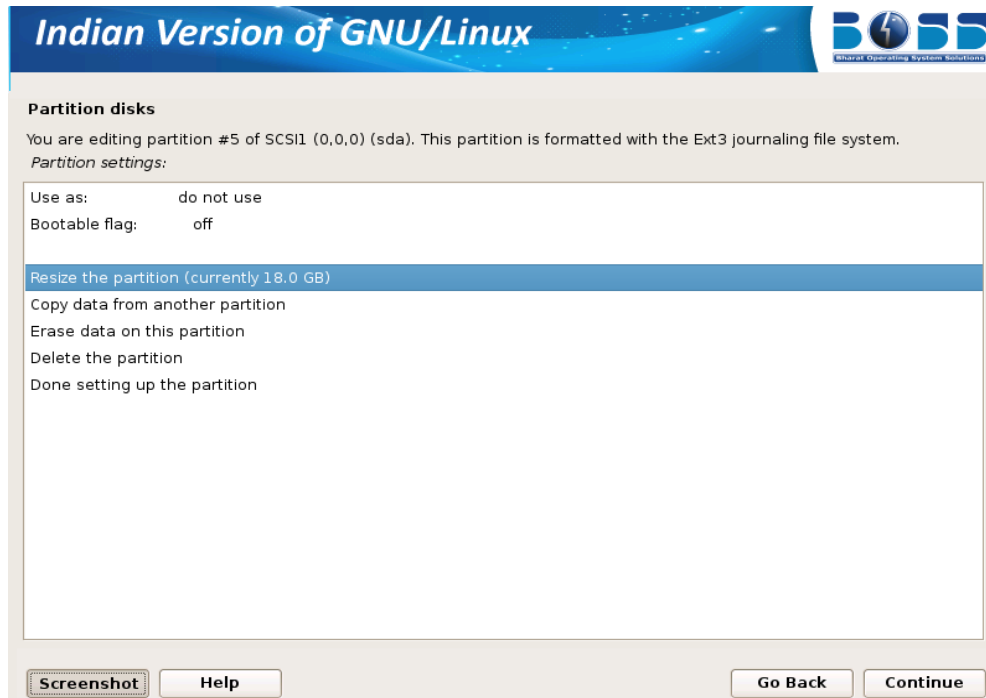 Indian Version of GNU/Linux
BOSS
Bharat Operating System Solutions
Partition disks
You are editing partition #5 of SCSI1 (0,0,0) (sda). This partition is formatted with the Ext3 journaling file system.
Partition settings:
Use as: do not use
Bootable flag: off
Resize the partition (currently 18.0 GB)
Copy data from another partition
Erase data on this partition
Delete the partition
Done setting up the partition
Screenshot Help Go Back Continue